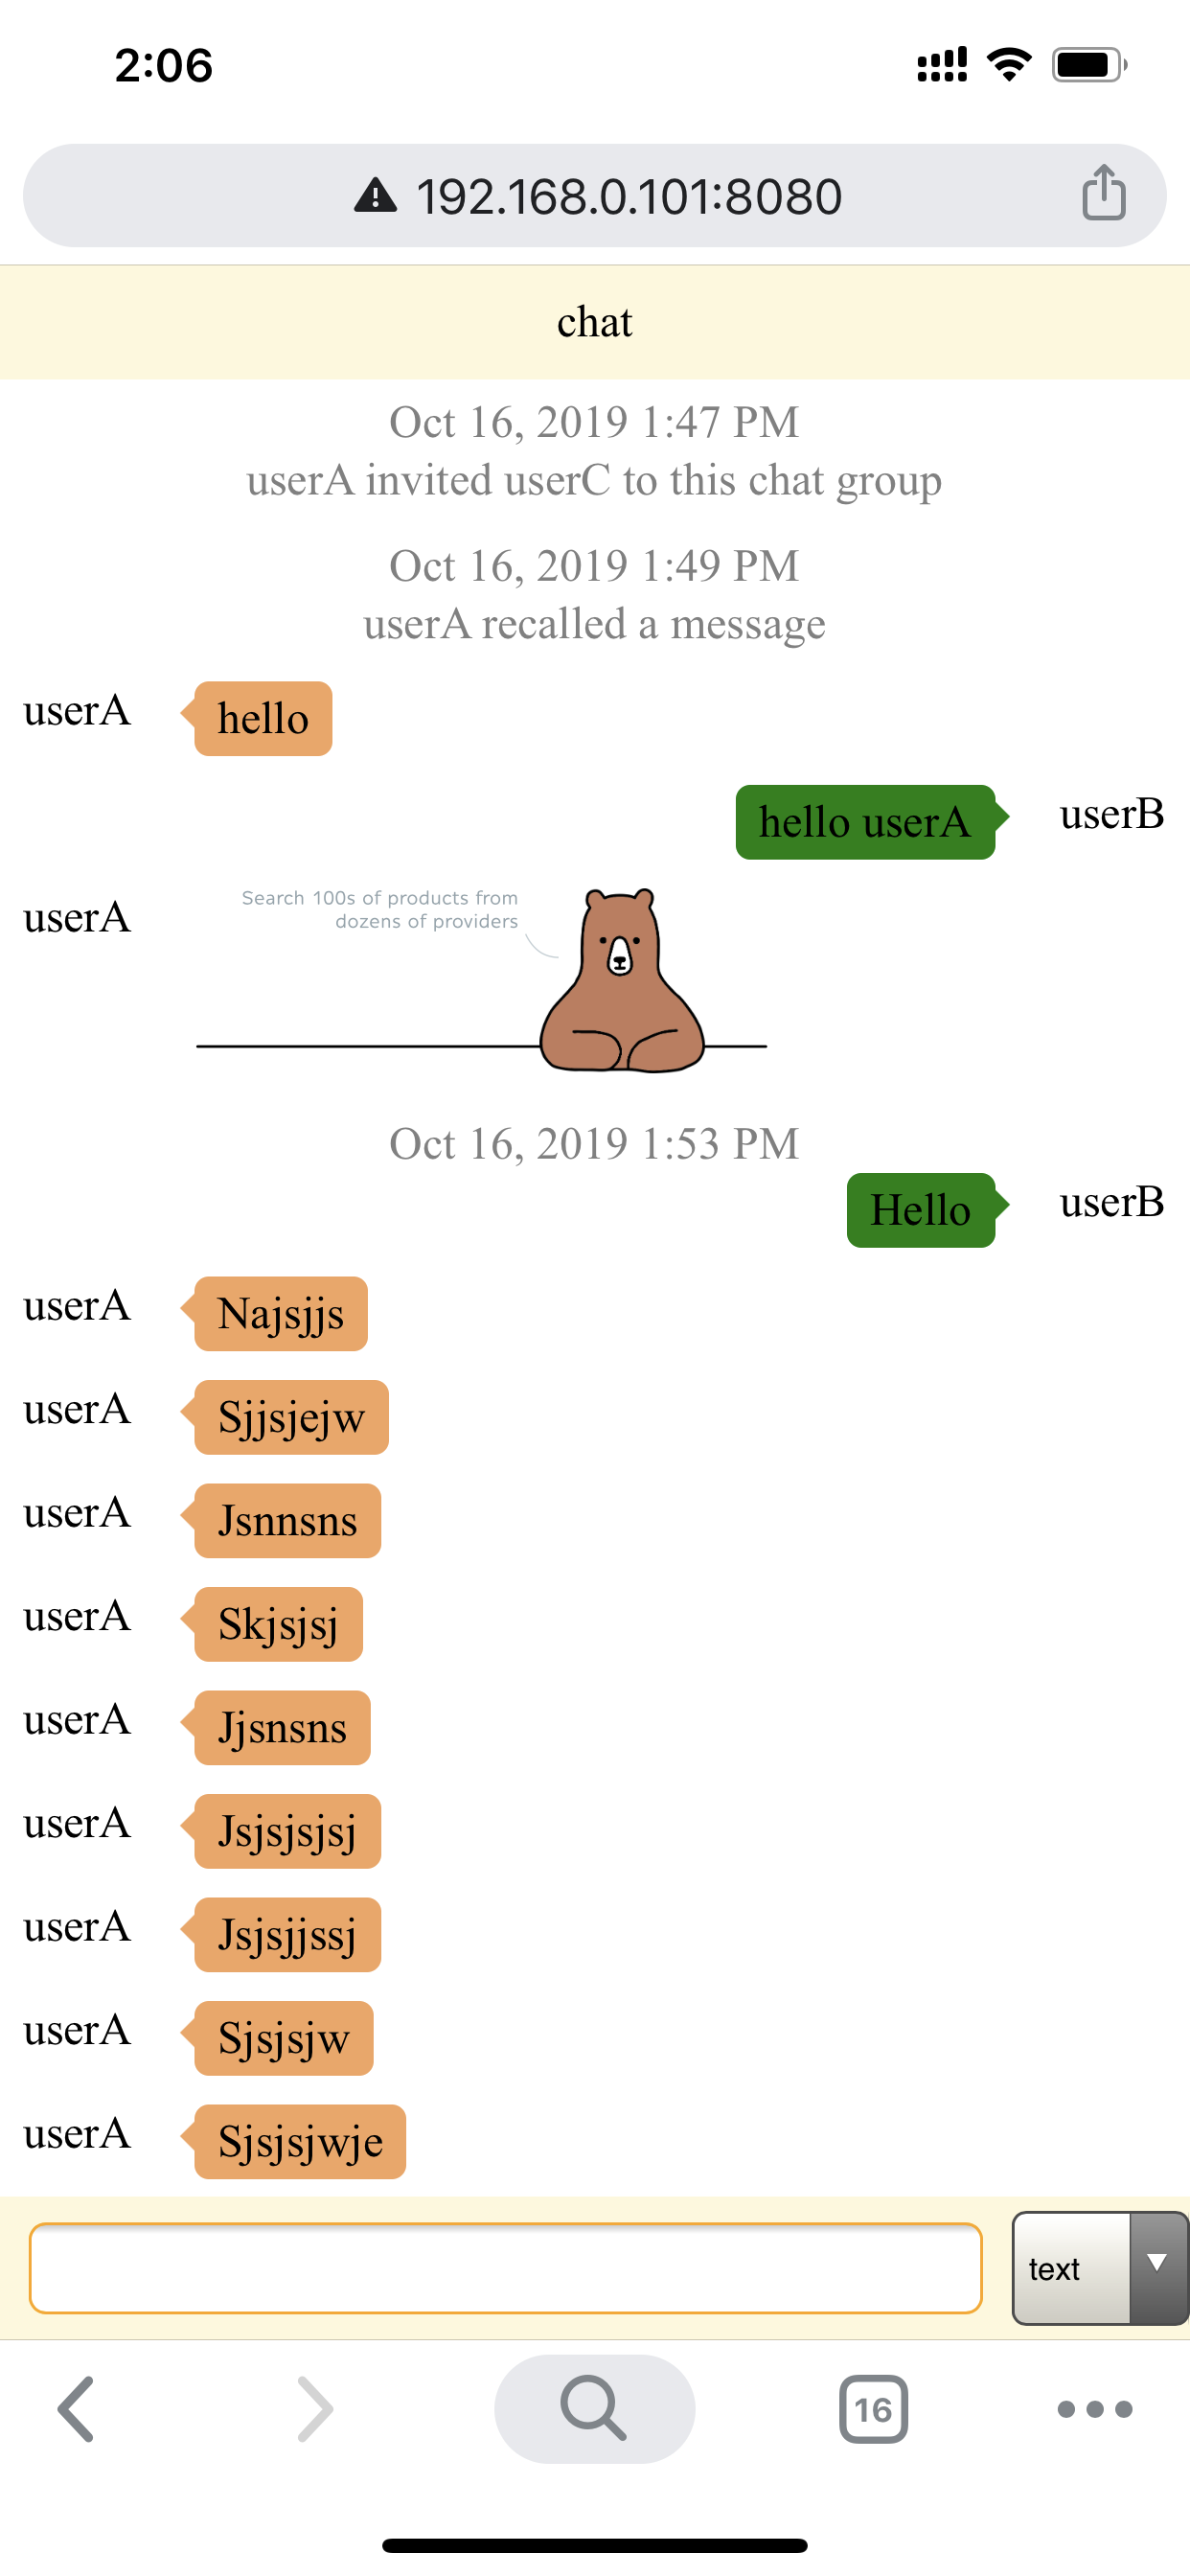 2:06
192.168.0.101:8080
chat
Oct 16, 2019 1:47 PM
userA invited userC to this chat group
Oct 16, 2019 1:49 PM
userA recalled a message
userA hello
hello userA userB
userA
Search 100s of products from
dozens of providers
Oct 16, 2019 1:53 PM
Hello userB
userA Najsjjs
userA Sjjsjejw
userA Jsnnsns
userA Skjsjsj
userA Jjsnsns
userA Jsjsjsjsj
userA Jsjsjjssj
userA Sjsjsjw
userA Sjsjsjwje
text
16